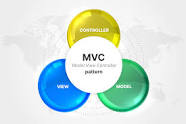 CONTROLLER
MVC
Model-View-Controller
pattern
VIEW
MODEL